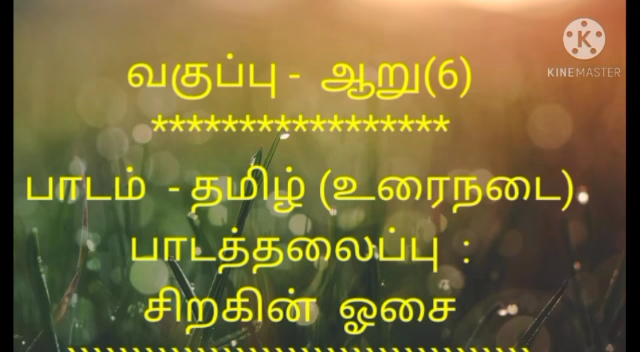 KINEMASTER
வகுப்பு - ஆறு(6)
*****************
பாடம் - தமிழ் (உரைநடை)
பாடத்தலைப்பு :
சிறகின் ஓசை